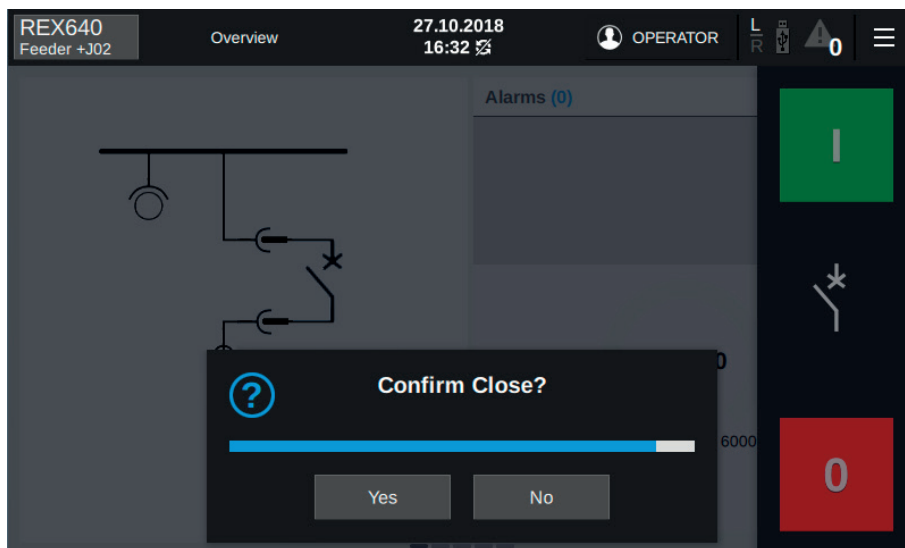 REX640
Feeder +J02
Overview
27.10.2018
16:32
OPERATOR
L
R
0
Alarms (0)
I
0
6000
Confirm Close?
Yes
No
0